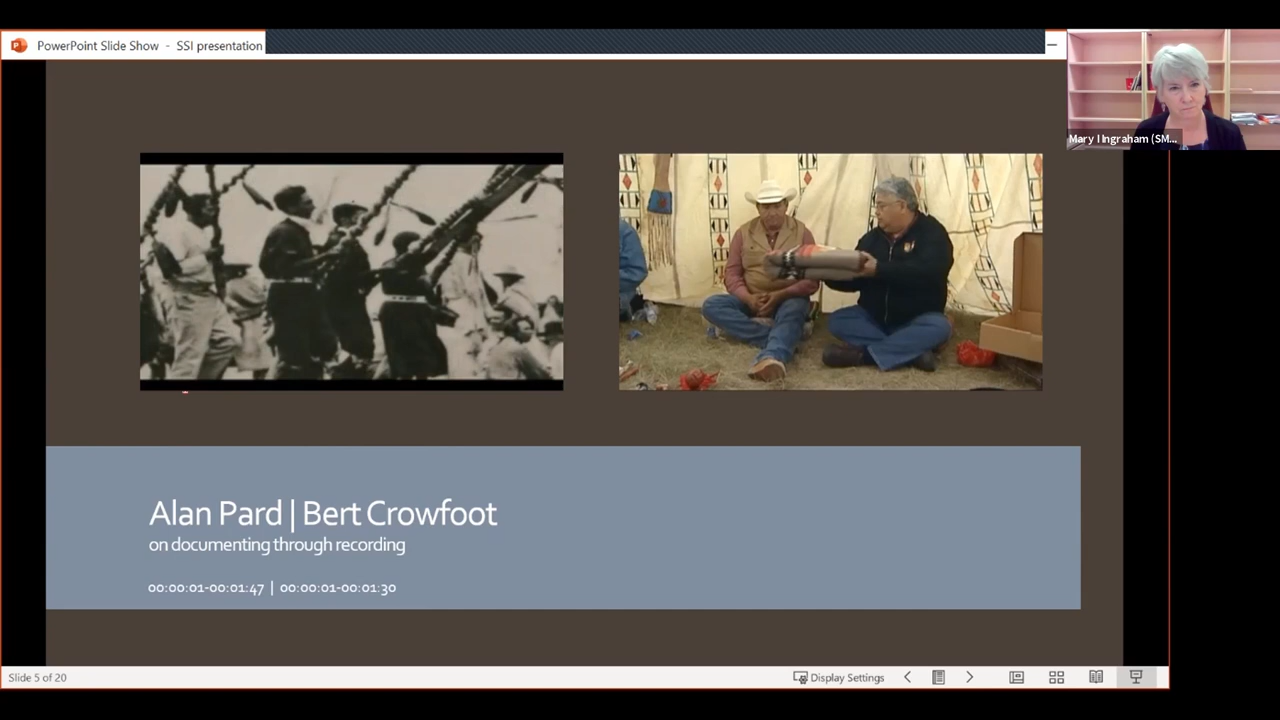 PowerPoint Slide Show - SSI presentation
Mary I Ingraham (SM...
Alan Pard | Bert Crowfoot
on documenting through recording
00:00:01-00:01:47 | 00:00:01-00:01:30
Slide 5 of 20
Display Settings